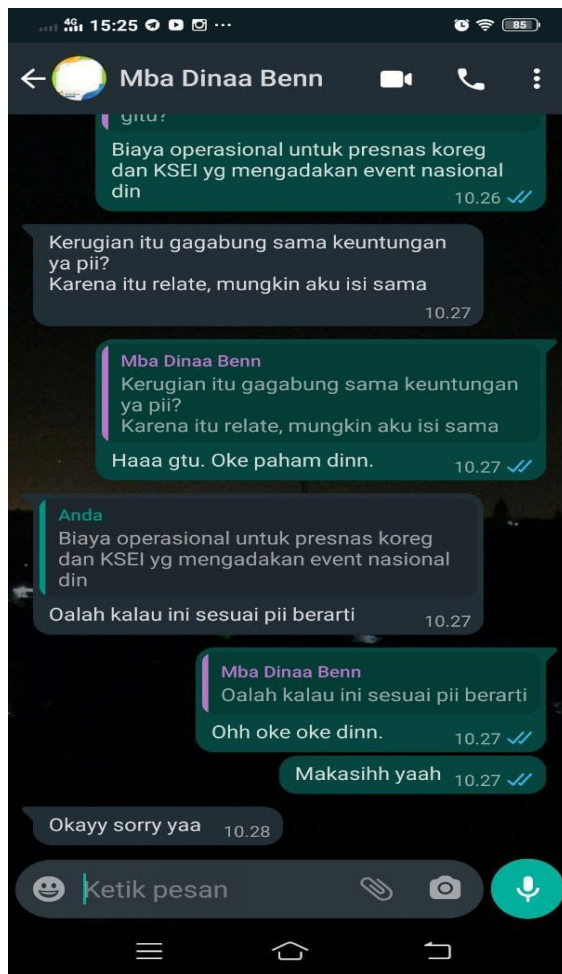 4G 15:25 ... 85
Mba Dinaa Benn
gitu?
Biaya operasional untuk presnas koreg
dan KSEI yg mengadakan event nasional
din
10.26
Kerugian itu gagabung sama keuntungan
ya pii?
Karena itu relate, mungkin aku isi sama
10.27
Mba Dinaa Benn
Kerugian itu gagabung sama keuntungan
ya pii?
Karena itu relate, mungkin aku isi sama
Haaa gtu. Oke paham dinn.
10.27
Anda
Biaya operasional untuk presnas koreg
dan KSEI yg mengadakan event nasional
din
Oalah kalau ini sesuai pii berarti
10.27
Mba Dinaa Benn
Oalah kalau ini sesuai pii berarti
Ohh oke oke dinn.
10.27
Makasihh yaah 10.27
Okayy sorry yaa 10.28
Ketik pesan